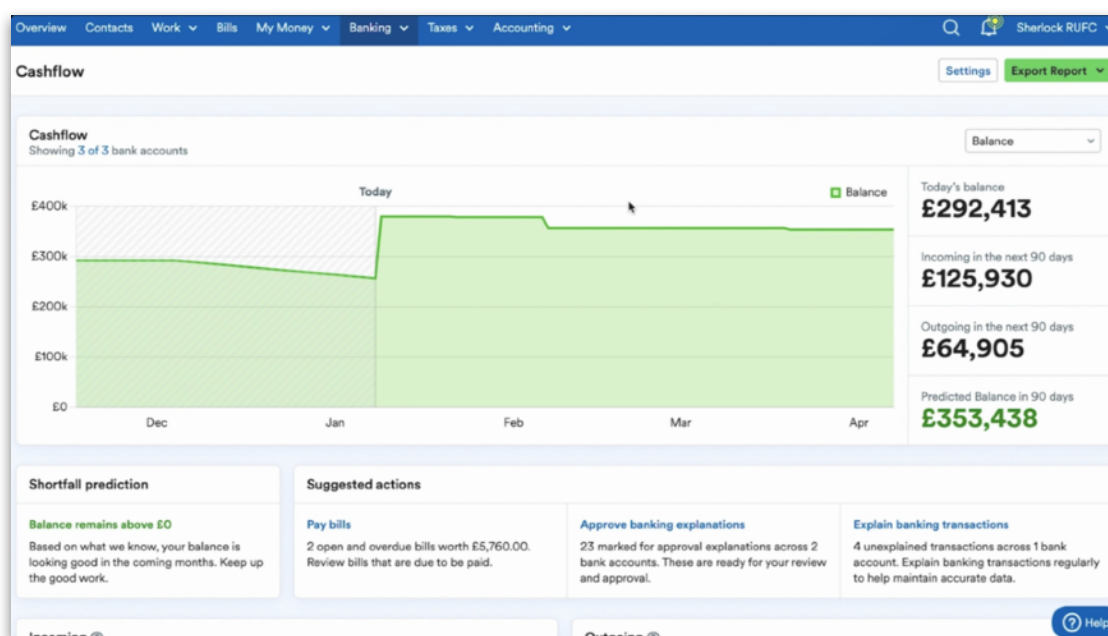 Overview Contacts Work Bills My Money Banking Taxes Accounting Sherlock RUFC
Cashflow
Settings Export Report
Cashflow
Showing 3 of 3 bank accounts
Balance
Today
Balance
£400k
£300k
£200k
£100k
£0
Dec Jan Feb Mar Apr
Today's balance
£292,413
Incoming in the next 90 days
£125,930
Outgoing in the next 90 days
£64,905
Predicted Balance in 90 days
£353,438
Shortfall prediction
Balance remains above £0
Based on what we know, your balance is
looking good in the coming months. Keep up
the good work.
Suggested actions
Pay bills
2 open and overdue bills worth £5,760.00.
Review bills that are due to be paid.
Approve banking explanations
23 marked for approval explanations across 2
bank accounts. These are ready for your review
and approval.
Explain banking transactions
4 unexplained transactions across 1 bank
account. Explain banking transactions regularly
to help maintain accurate data.
Incoming
Outgoing
Help